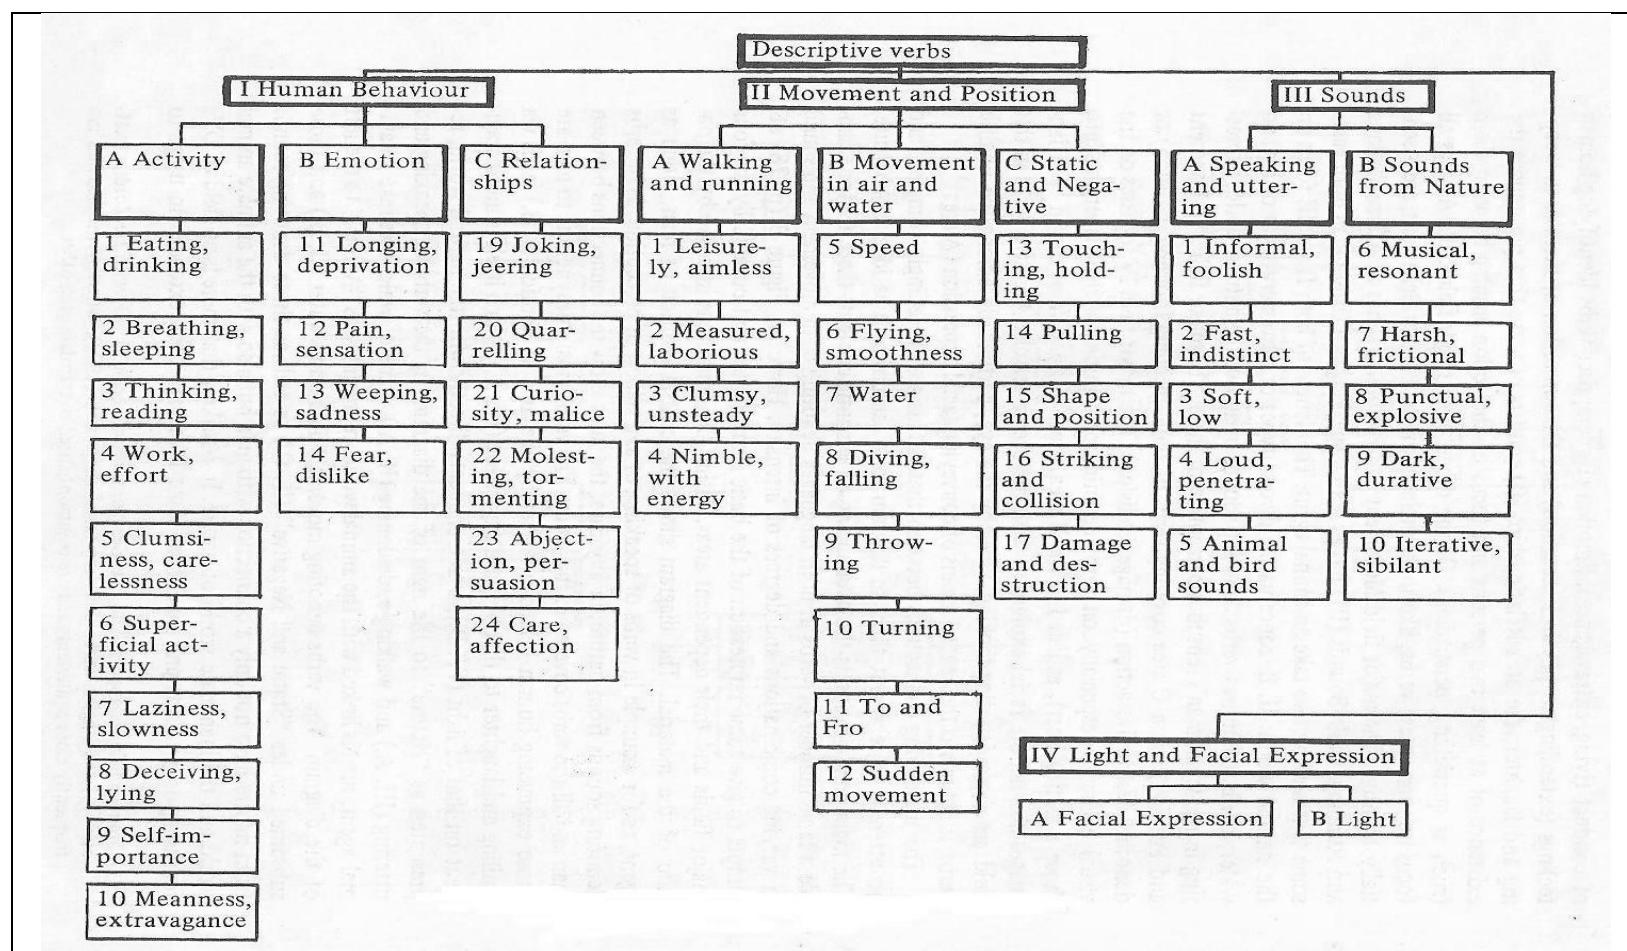 Descriptive verbs
I Human Behaviour
II Movement and Position
III Sounds
A Activity
B Emotion
C Relation-
ships
A Walking
and running
B Movement
in air and
water
C Static
and Nega-
tive
A Speaking
and utter-
ing
B Sounds
from Nature
1 Eating,
drinking
2 Breathing,
sleeping
3 Thinking,
reading
4 Work,
effort
5 Clumsi-
ness, care-
lessness
6 Super-
ficial act-
ivity
7 Laziness,
slowness
8 Deceiving,
lying
9 Self-im-
portance
10 Meanness,
extravagance
11 Longing,
deprivation
12 Pain,
sensation
13 Weeping,
sadness
14 Fear,
dislike
19 Joking,
jeering
20 Quar-
relling
21 Curio-
sity, malice
22 Molest-
ing, tor-
menting
23 Abject-
ion, per-
suasion
24 Care,
affection
1 Leisure-
ly, aimless
2 Measured,
laborious
3 Clumsy,
unsteady
4 Nimble,
with
energy
5 Speed
6 Flying,
smoothness
7 Water
8 Diving,
falling
9 Throw-
ing
10 Turning
11 To and
Fro
12 Sudden
movement
13 Touch-
ing, hold-
ing
14 Pulling
15 Shape
and position
16 Striking
and
collision
17 Damage
and des-
struction
1 Informal,
foolish
2 Fast,
indistinct
3 Soft,
low
4 Loud,
penetra-
ting
5 Animal
and bird
sounds
6 Musical,
resonant
7 Harsh,
frictional
8 Punctual,
explosive
9 Dark,
durative
10 Iterative,
sibilant
IV Light and Facial Expression
A Facial Expression
B Light